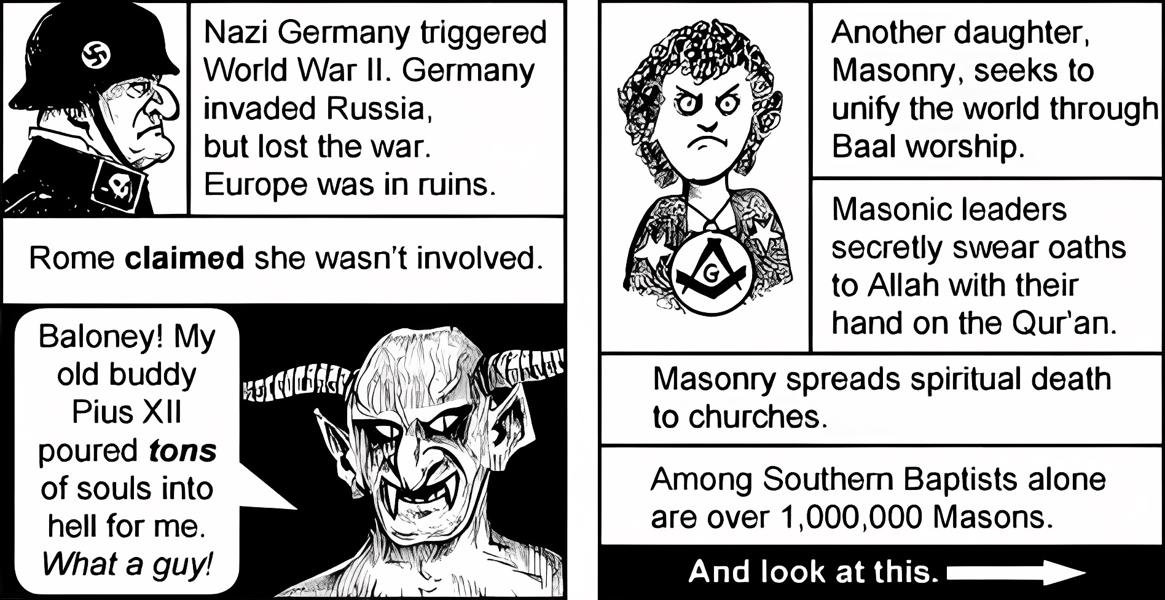 Nazi Germany triggered
World War II. Germany
invaded Russia,
but lost the war.
Europe was in ruins.
Rome claimed she wasn't involved.
Baloney! My
old buddy
Pius XII
poured tons
of souls into
hell for me.
What a guy!
Another daughter,
Masonry, seeks to
unify the world through
Baal worship.
G
Masonic leaders
secretly swear oaths
to Allah with their
hand on the Qur'an.
Masonry spreads spiritual death
to churches.
Among Southern Baptists alone
are over 1,000,000 Masons.
And look at this.